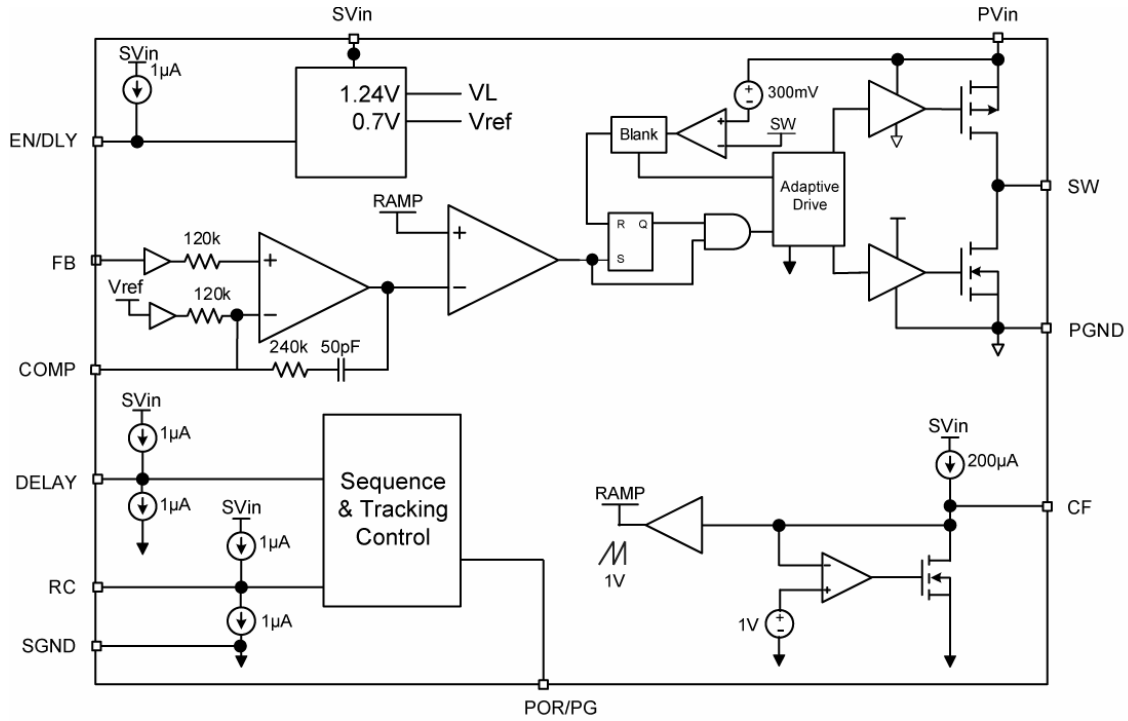 SVin
PVin
SVin
1µA
1.24V
VL
0.7V
Vref
300mV
SW
Blank
EN/DLY
Adaptive
Drive
SW
RAMP
R
Q
S
120k
+
+
FB
Vref
120k
−
−
240k
50pF
PGND
COMP
SVin
1µA
SVin
200µA
DELAY
1µA
SVin
Sequence
& Tracking
Control
RAMP
CF
1µA
1V
RC
1µA
1V
SGND
POR/PG